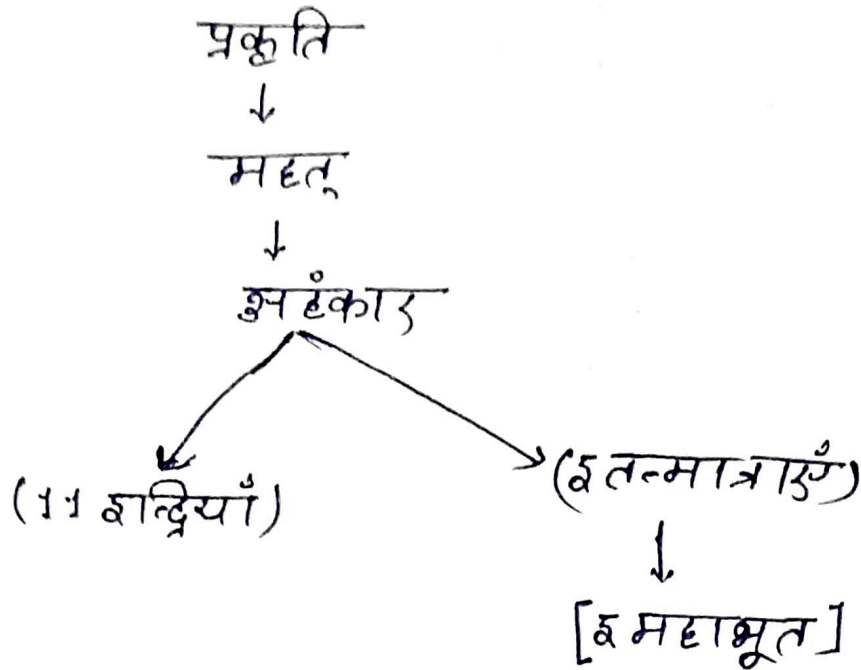 प्रकृति
↓
महत्
↓
अहंकार
(11 इन्द्रियाँ) (5 तन्मात्राएँ)
↓
[5 महाभूत]